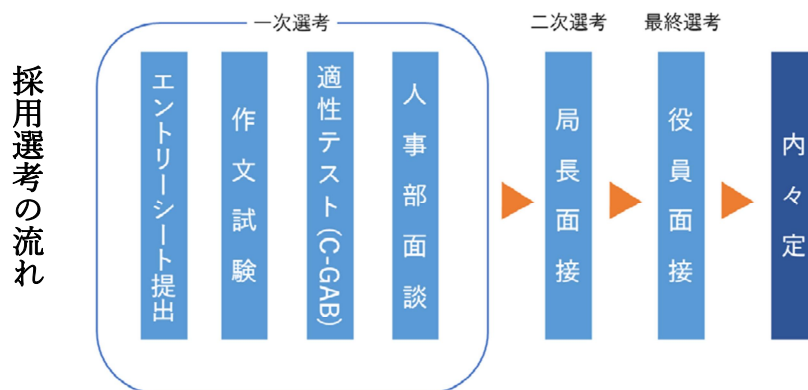 採用選考の流れ
一次選考
エントリーシート提出
作文試験
適性テスト(C-GAB)
人事部面談
二次選考
局長面接
最終選考
役員面接
内々定